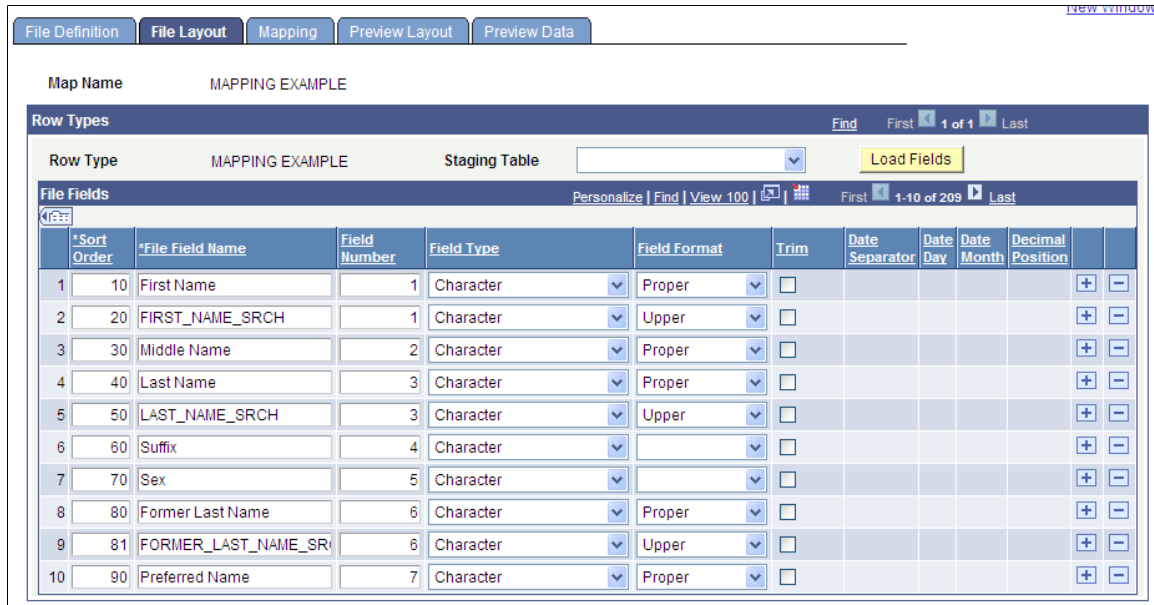 New Window
File Definition File Layout Mapping Preview Layout Preview Data
Map Name MAPPING EXAMPLE
Row Types Find First 1 of 1 Last
Row Type MAPPING EXAMPLE Staging Table Load Fields
File Fields Personalize | Find | View 100 | | First 1-10 of 209 Last
*Sort Order *File Field Name Field Number Field Type Field Format Trim Date Separator Date Day Date Month Decimal Position
1 10 First Name 1 Character Proper + -
2 20 FIRST_NAME_SRCH 1 Character Upper + -
3 30 Middle Name 2 Character Proper + -
4 40 Last Name 3 Character Proper + -
5 50 LAST_NAME_SRCH 3 Character Upper + -
6 60 Suffix 4 Character + -
7 70 Sex 5 Character + -
8 80 Former Last Name 6 Character Proper + -
9 81 FORMER_LAST_NAME_SR 6 Character Upper + -
10 90 Preferred Name 7 Character Proper + -